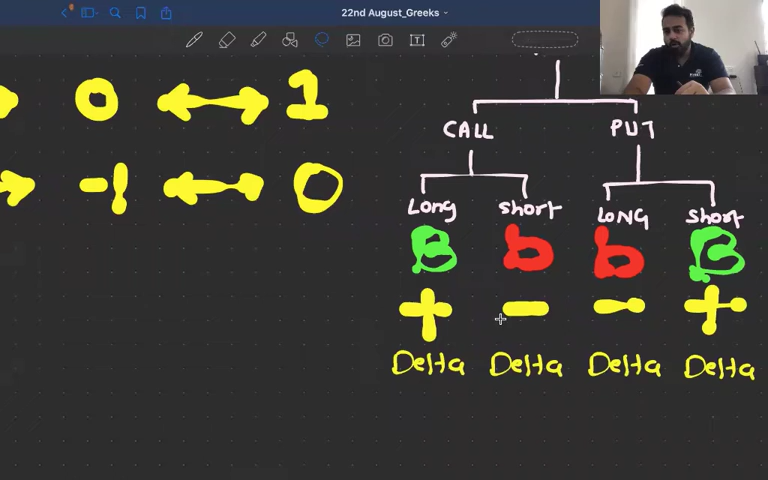 22nd August_Greeks
T
0 1
-1 0
CALL PUT
Long short LONG short
B b b B
+ - - +
Delta Delta Delta Delta